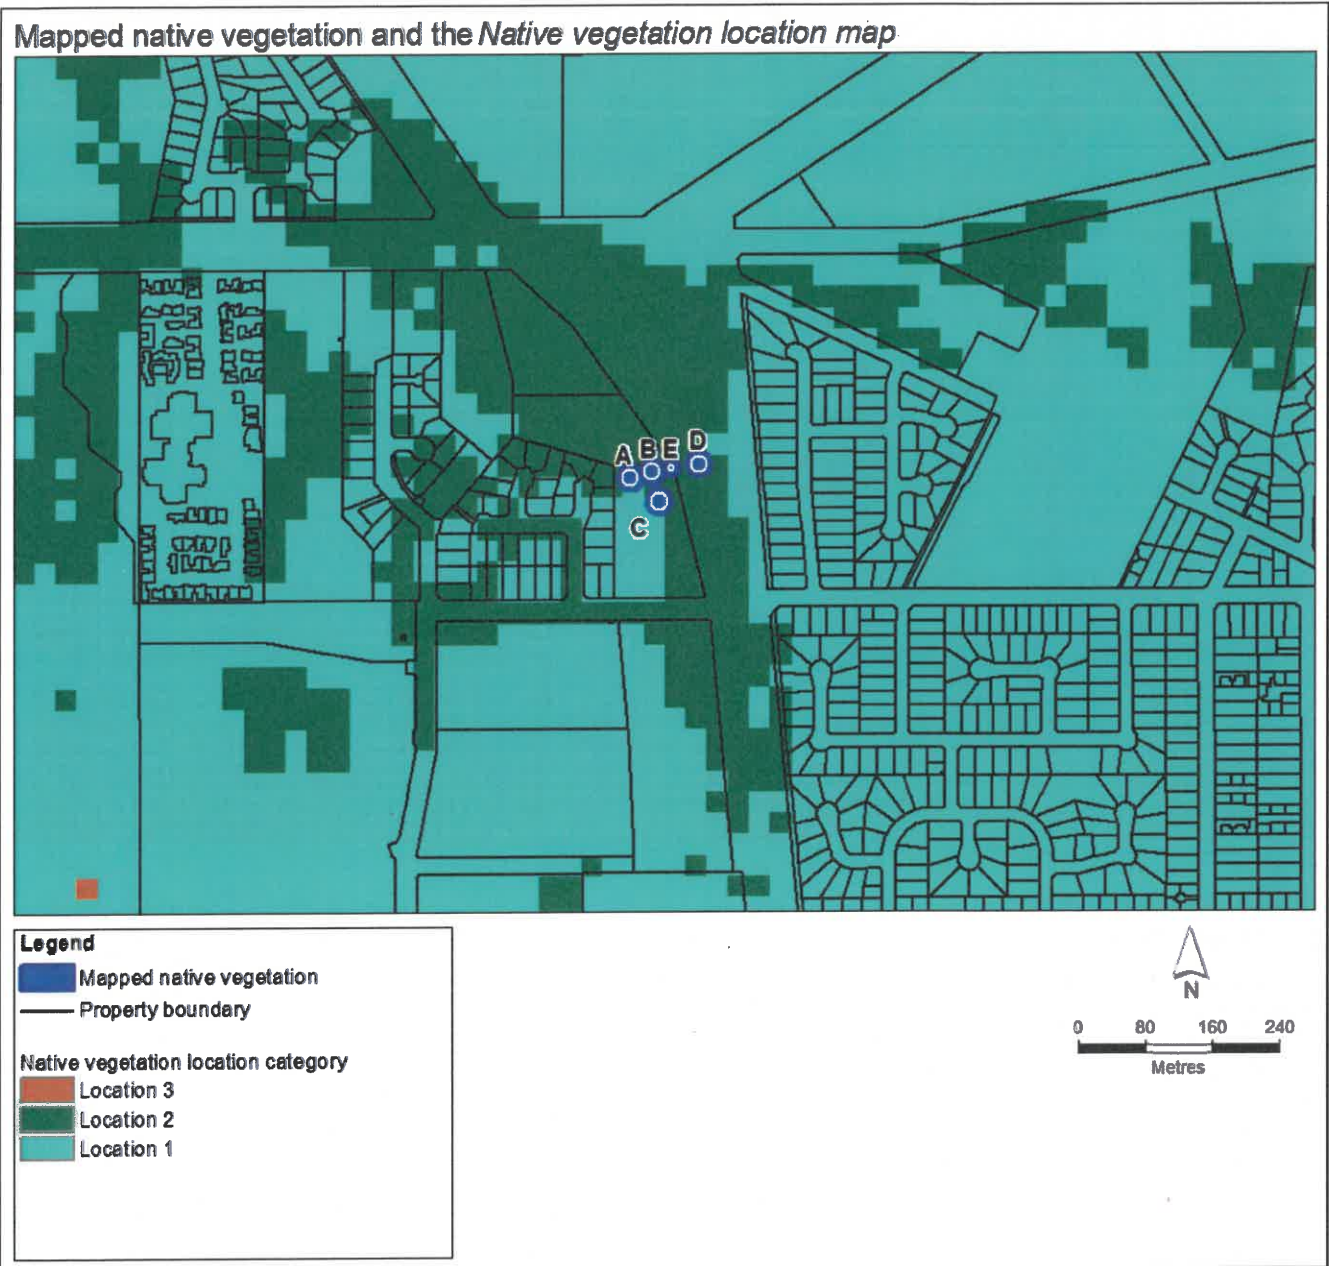 Mapped native vegetation and the Native vegetation location map
A B E D
C
Legend
Mapped native vegetation
Property boundary
Native vegetation location category
Location 3
Location 2
Location 1
N
0 80 160 240
Metres